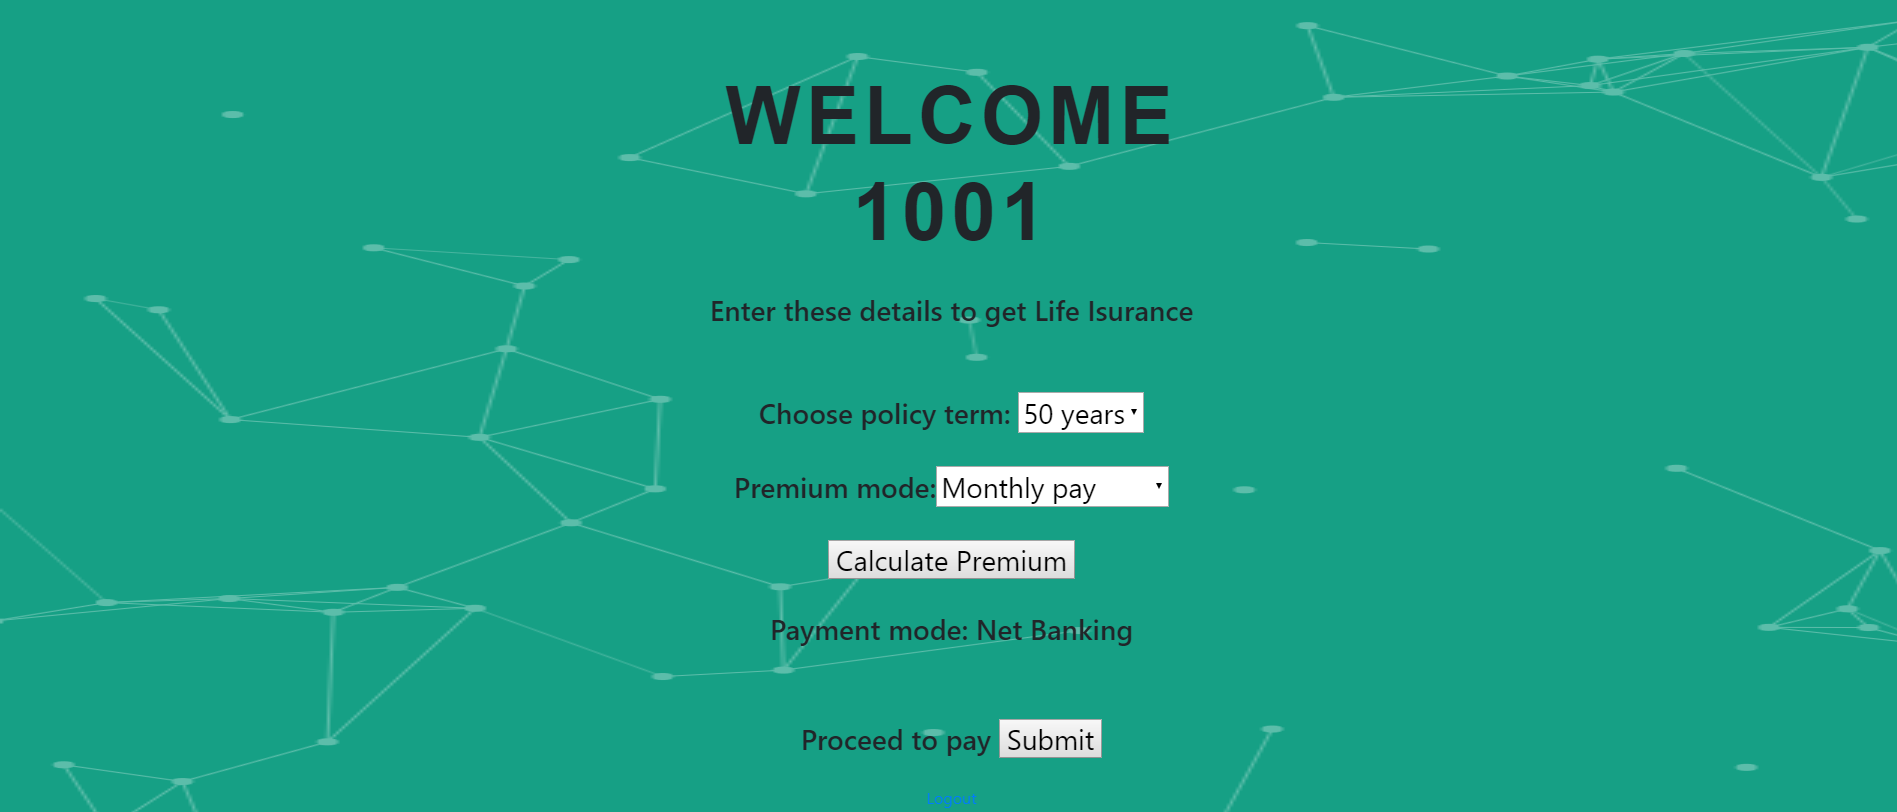 WELCOME
1001
Enter these details to get Life Isurance
Choose policy term: 50 years
Premium mode: Monthly pay
Calculate Premium
Payment mode: Net Banking
Proceed to pay Submit
Logout